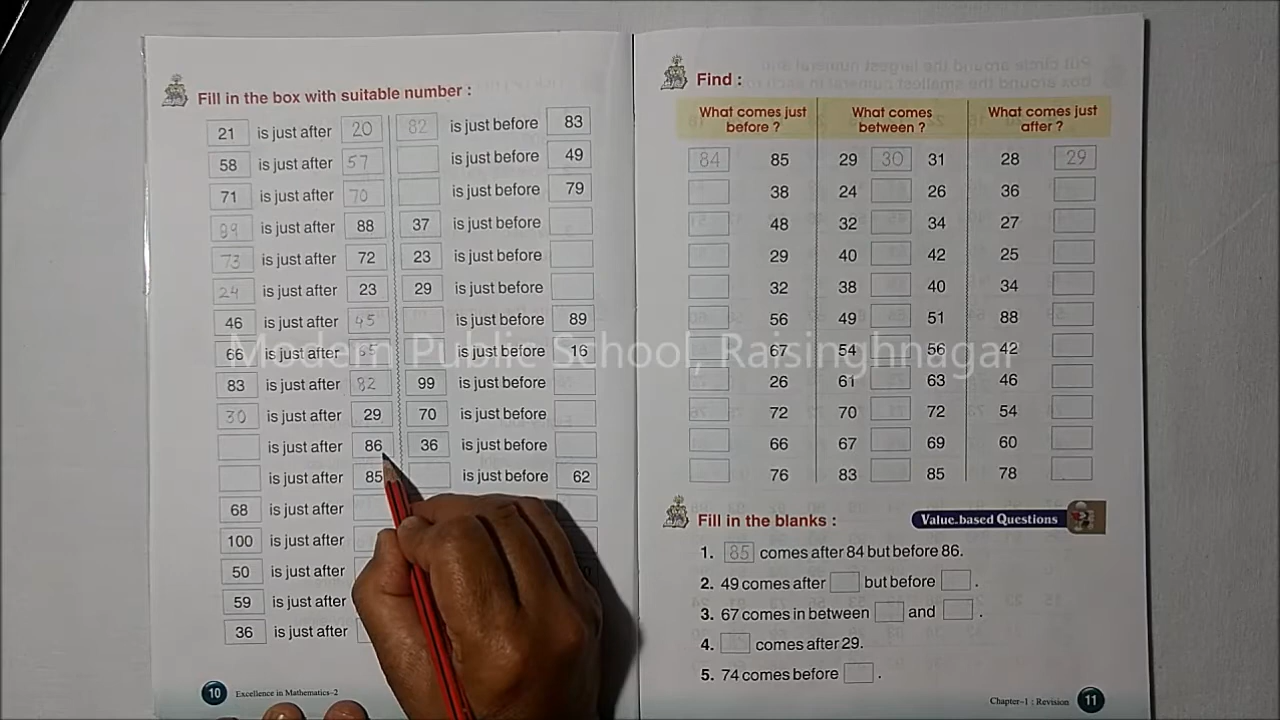 Fill in the box with suitable number :
21 is just after 20
58 is just after 57
71 is just after 70
89 is just after 88
73 is just after 72
24 is just after 23
46 is just after 45
66 is just after 65
83 is just after 82
30 is just after 29
is just after 86
is just after 85
68 is just after
100 is just after
50 is just after
59 is just after
36 is just after
82 is just before 83
is just before 49
is just before 79
37 is just before
23 is just before
29 is just before
is just before 89
is just before 16
99 is just before
70 is just before
36 is just before
is just before 62
10 Excellence in Mathematics–2
Find :
What comes just before ?
84 85
38
48
29
32
56
67
26
72
66
76
What comes between ?
29 30 31
24 26
32 34
40 42
38 40
49 51
54 56
61 63
70 72
67 69
83 85
What comes just after ?
28 29
36
27
25
34
88
42
46
54
60
78
Fill in the blanks :
Value based Questions
1. 85 comes after 84 but before 86.
2. 49 comes after but before .
3. 67 comes in between and .
4. comes after 29.
5. 74 comes before .
Chapter–1 : Revision 11
Modern Public School, Raisinghnagar